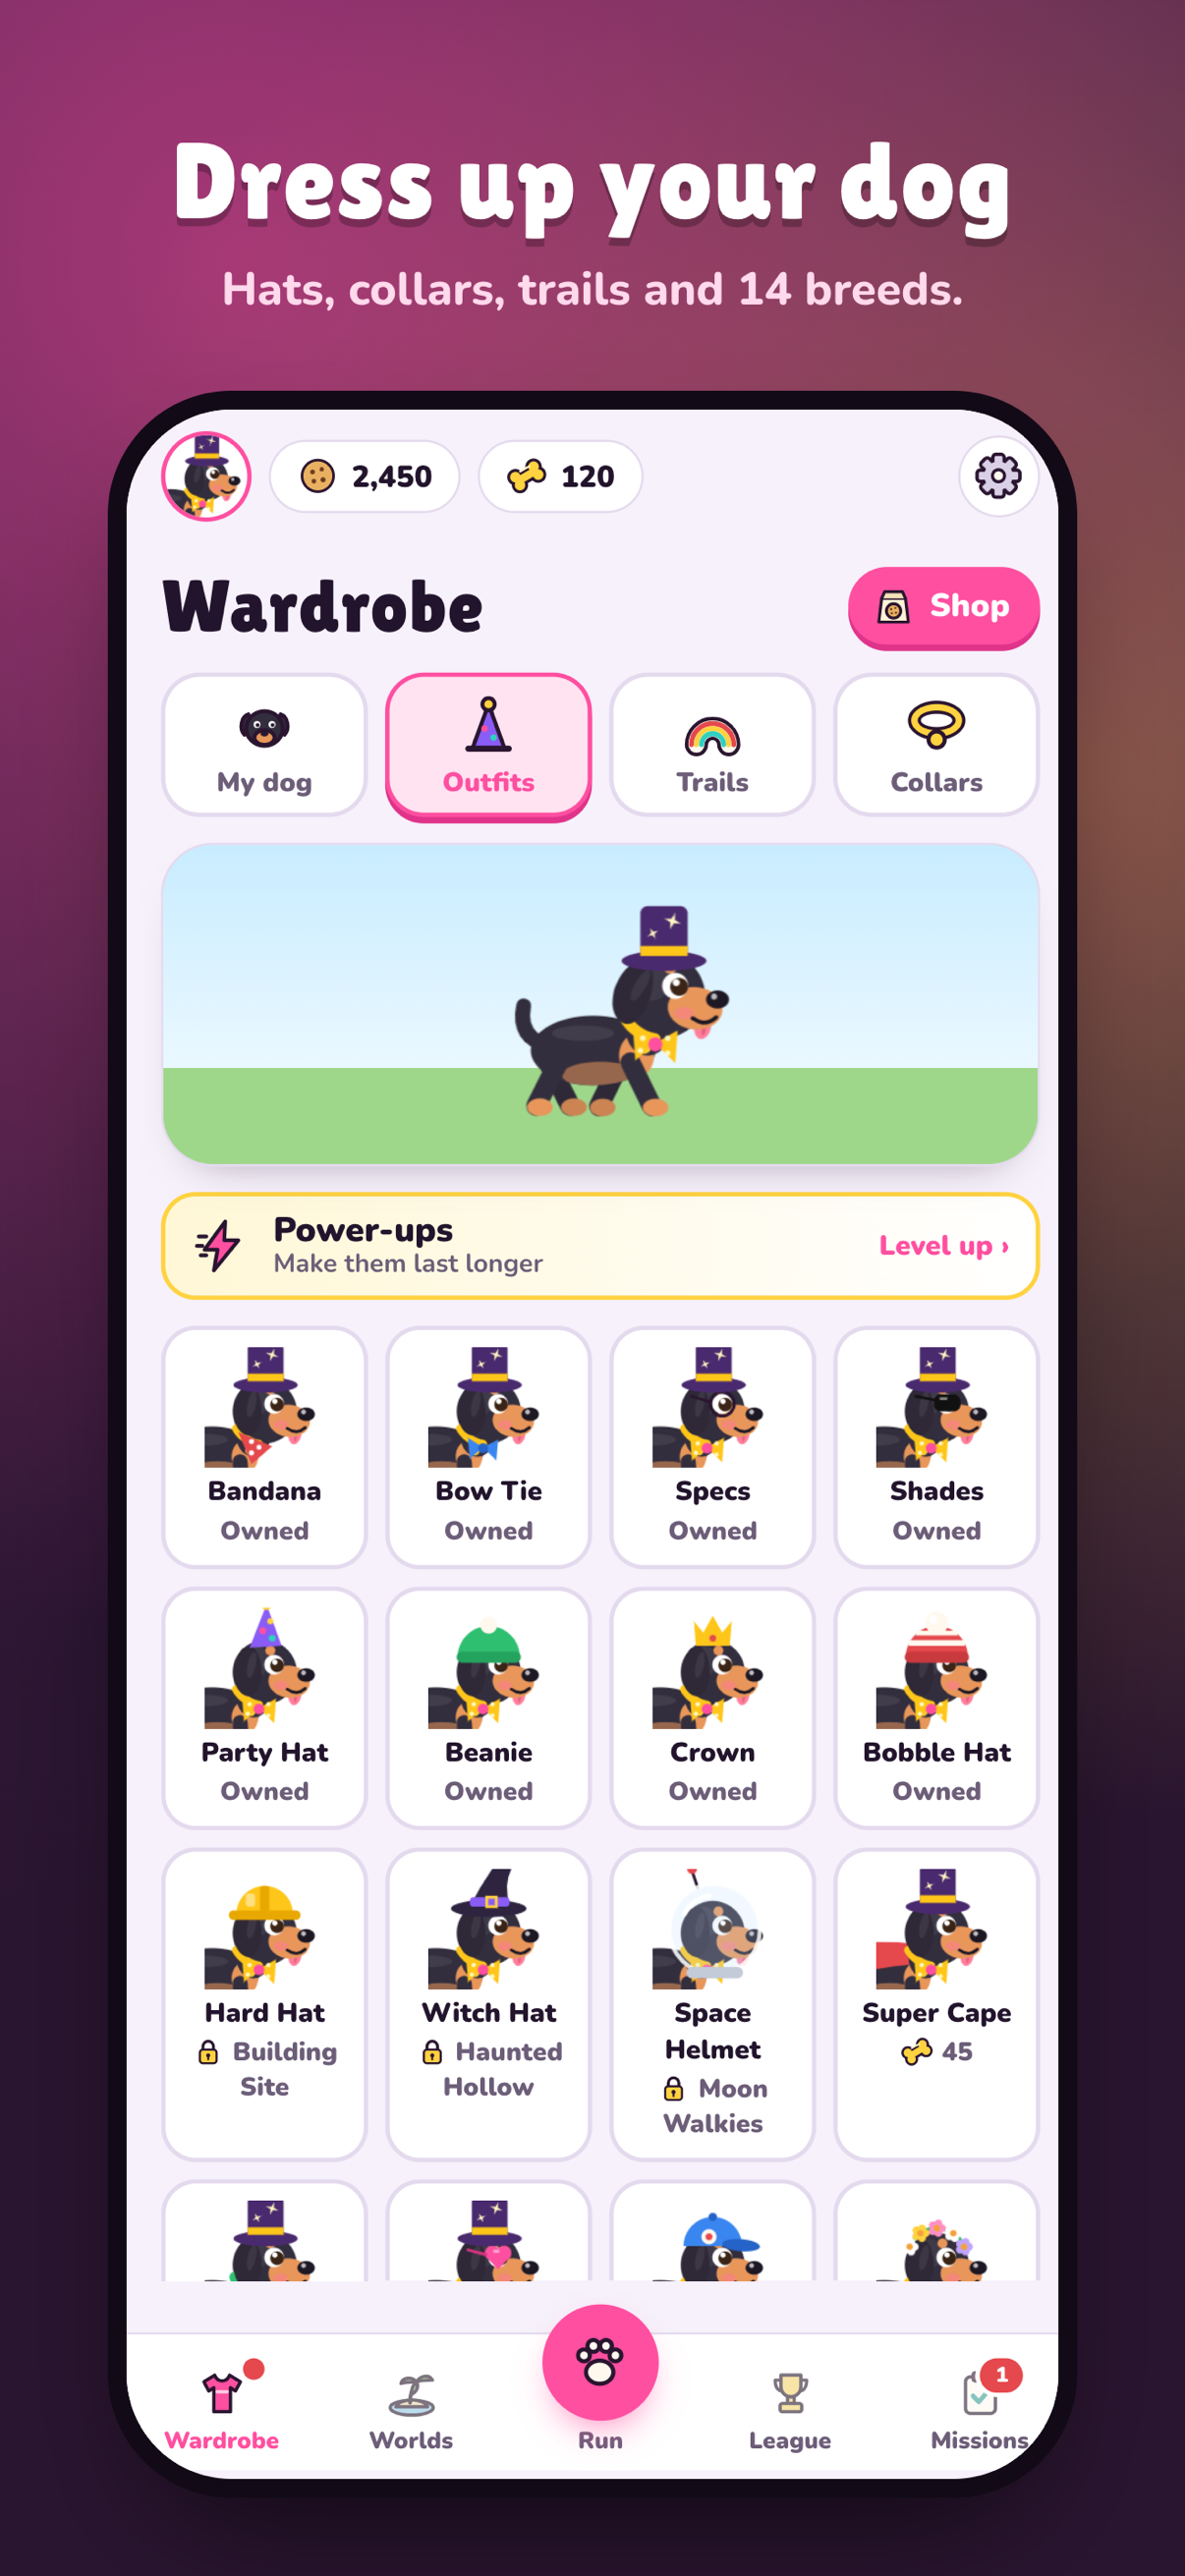 Dress up your dog
Hats, collars, trails and 14 breeds.
2,450
120
Wardrobe
Shop
My dog
Outfits
Trails
Collars
Power-ups
Make them last longer
Level up ›
Bandana
Owned
Bow Tie
Owned
Specs
Owned
Shades
Owned
Party Hat
Owned
Beanie
Owned
Crown
Owned
Bobble Hat
Owned
Hard Hat
Building
Site
Witch Hat
Haunted
Hollow
Space
Helmet
Moon
Walkies
Super Cape
45
Wardrobe
Worlds
Run
League
1
Missions